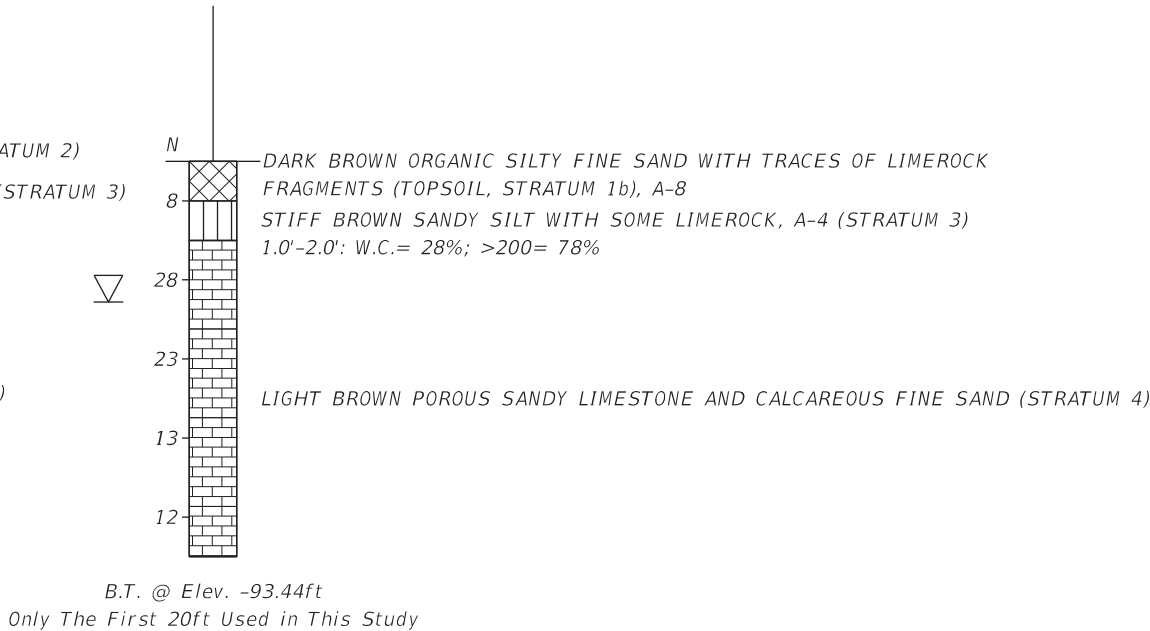 ATUM 2)
(STRATUM 3)
)
N
8
28
23
13
12
DARK BROWN ORGANIC SILTY FINE SAND WITH TRACES OF LIMEROCK
FRAGMENTS (TOPSOIL, STRATUM 1b), A-8
STIFF BROWN SANDY SILT WITH SOME LIMEROCK, A-4 (STRATUM 3)
1.0'-2.0': W.C.= 28%; >200= 78%
LIGHT BROWN POROUS SANDY LIMESTONE AND CALCAREOUS FINE SAND (STRATUM 4)
B.T. @ Elev. -93.44ft
Only The First 20ft Used in This Study